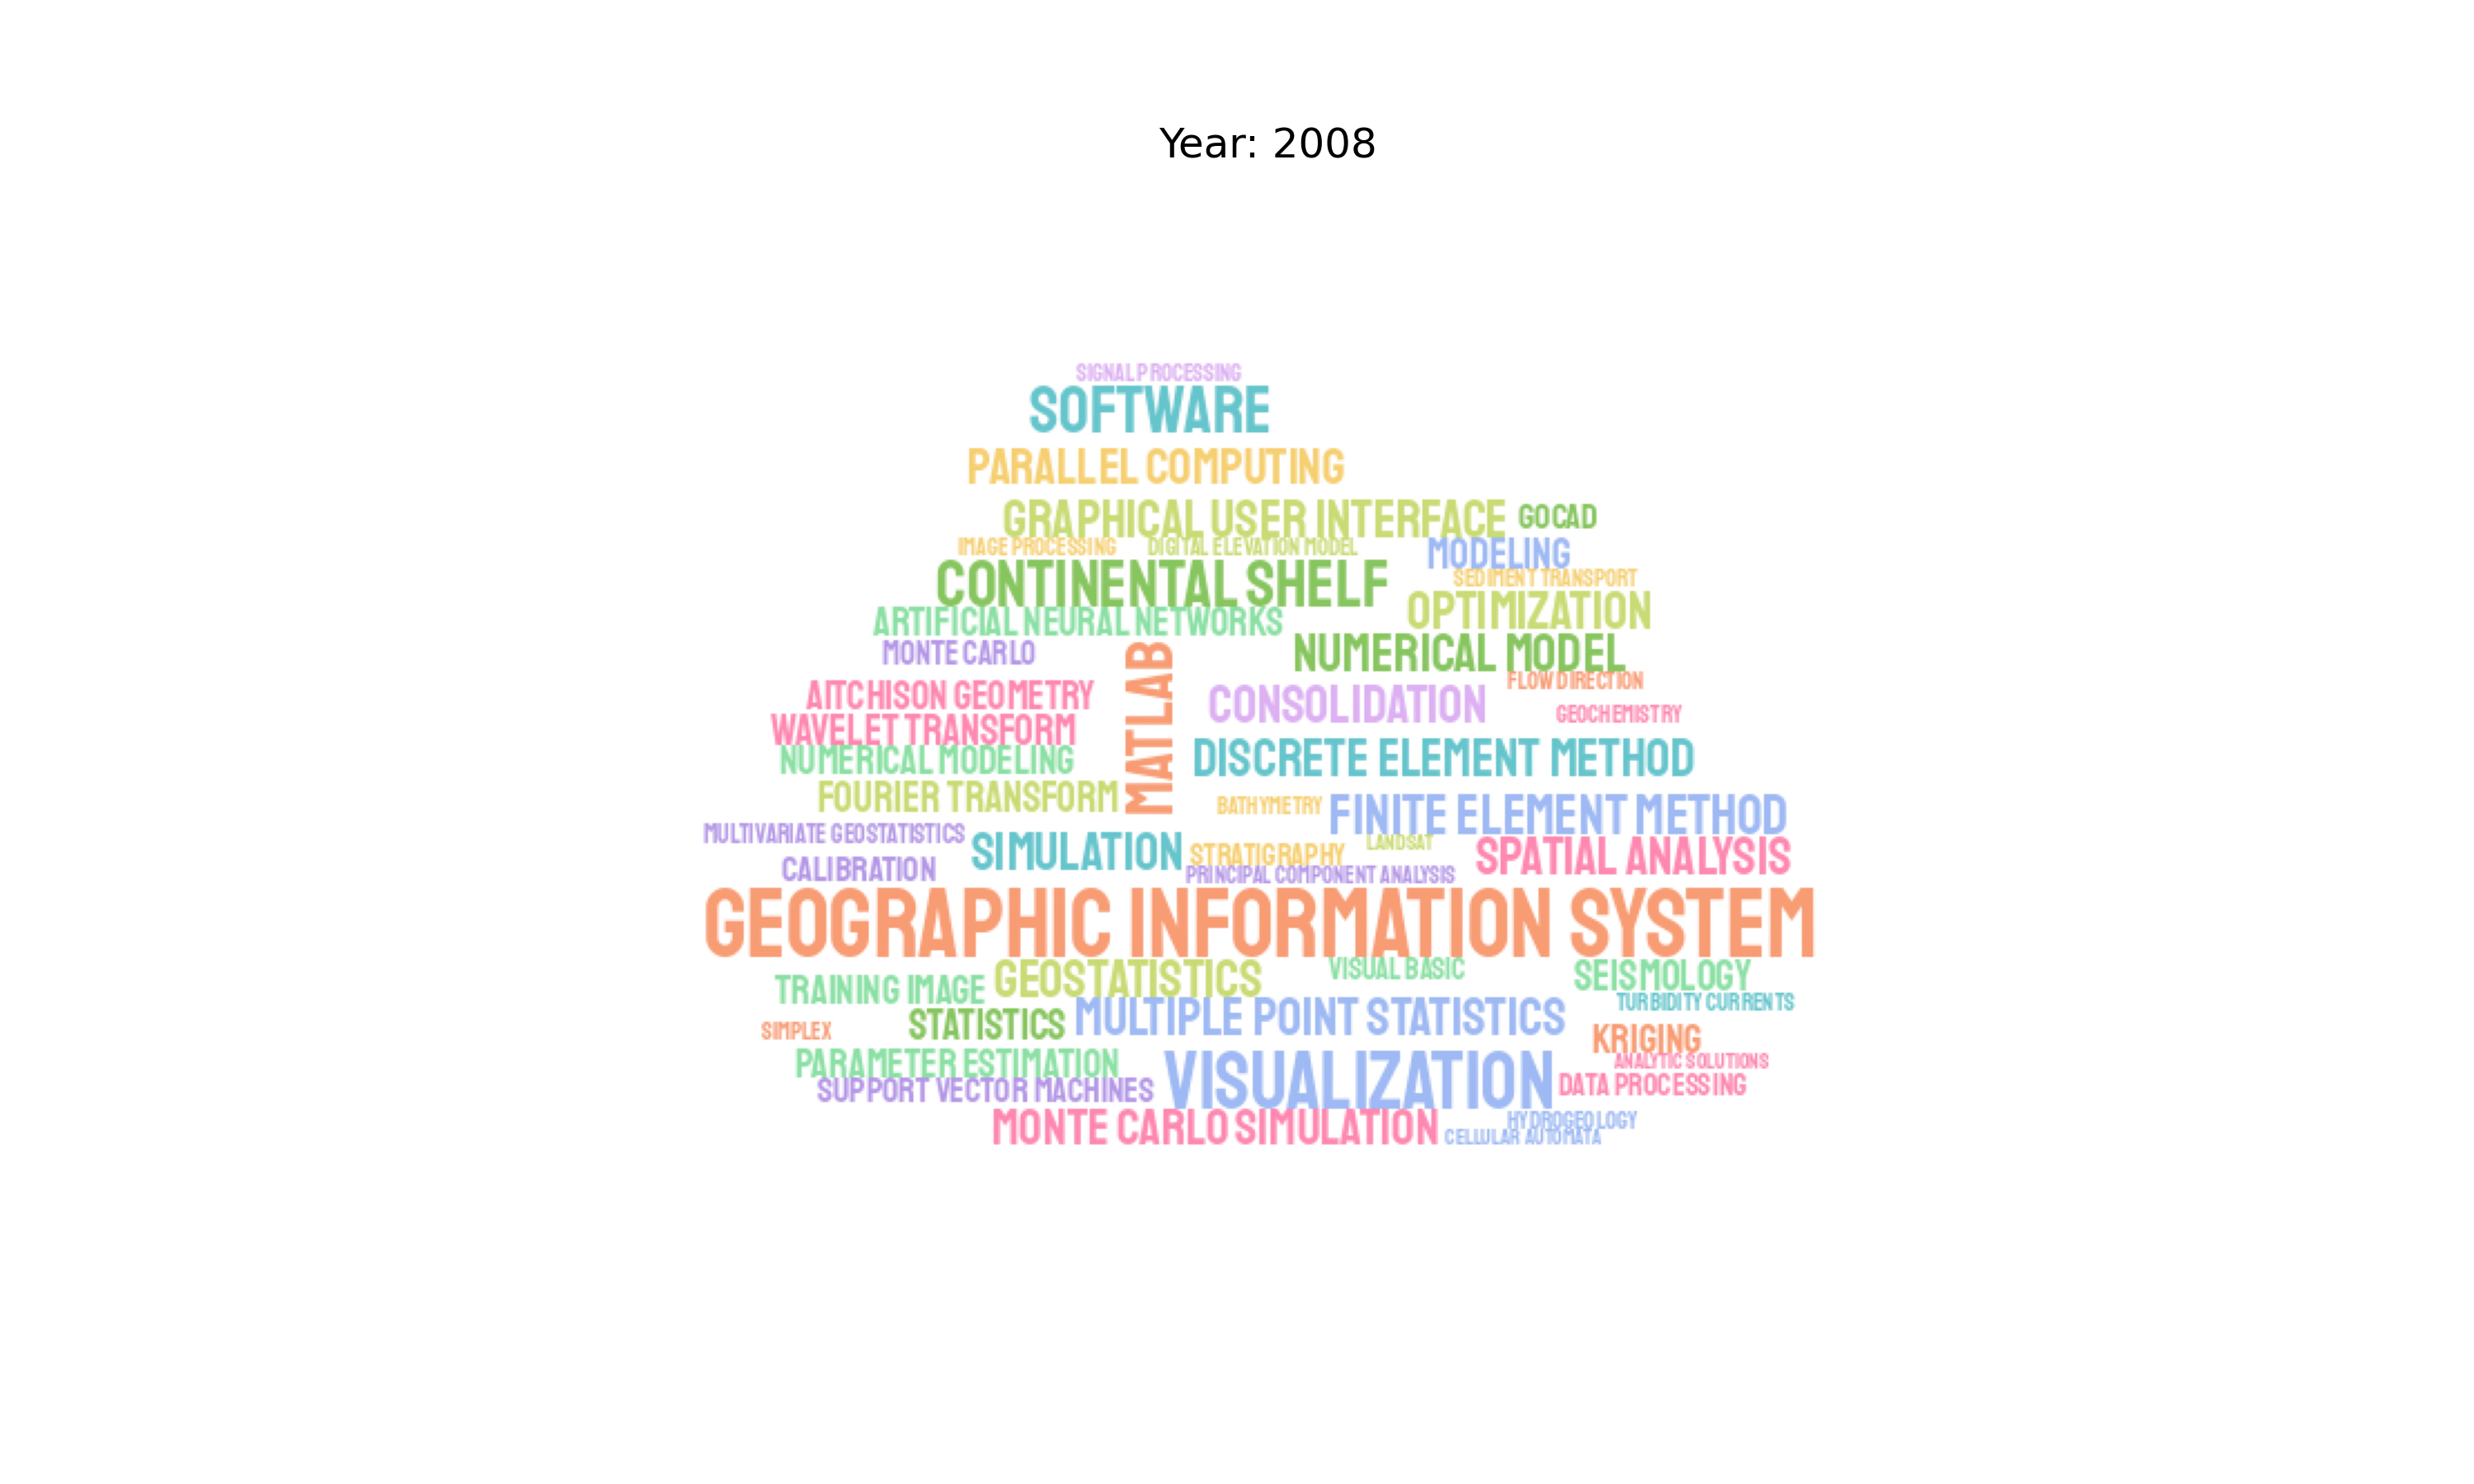 Year: 2008
SIGNAL PROCESSING
SOFTWARE
PARALLEL COMPUTING
GRAPHICAL USER INTERFACE GOCAD
IMAGE PROCESSING DIGITAL ELEVATION MODEL MODELING
CONTINENTAL SHELF SEDIMENT TRANSPORT
OPTIMIZATION
ARTIFICIAL NEURAL NETWORKS
MONTE CARLO MATLAB NUMERICAL MODEL
AITCHISON GEOMETRY CONSOLIDATION FLOW DIRECTION
WAVELET TRANSFORM GEOCHEMISTRY
NUMERICAL MODELING DISCRETE ELEMENT METHOD
FOURIER TRANSFORM BATHYMETRY FINITE ELEMENT METHOD
MULTIVARIATE GEOSTATISTICS SIMULATION STRATIGRAPHY LANDSAT SPATIAL ANALYSIS
CALIBRATION PRINCIPAL COMPONENT ANALYSIS
GEOGRAPHIC INFORMATION SYSTEM
TRAINING IMAGE GEOSTATISTICS VISUAL BASIC SEISMOLOGY
TURBIDITY CURRENTS
SIMPLEX STATISTICS MULTIPLE POINT STATISTICS KRIGING
PARAMETER ESTIMATION VISUALIZATION ANALYTIC SOLUTIONS
SUPPORT VECTOR MACHINES DATA PROCESSING
MONTE CARLO SIMULATION HYDROGEOLOGY
CELLULAR AUTOMATA